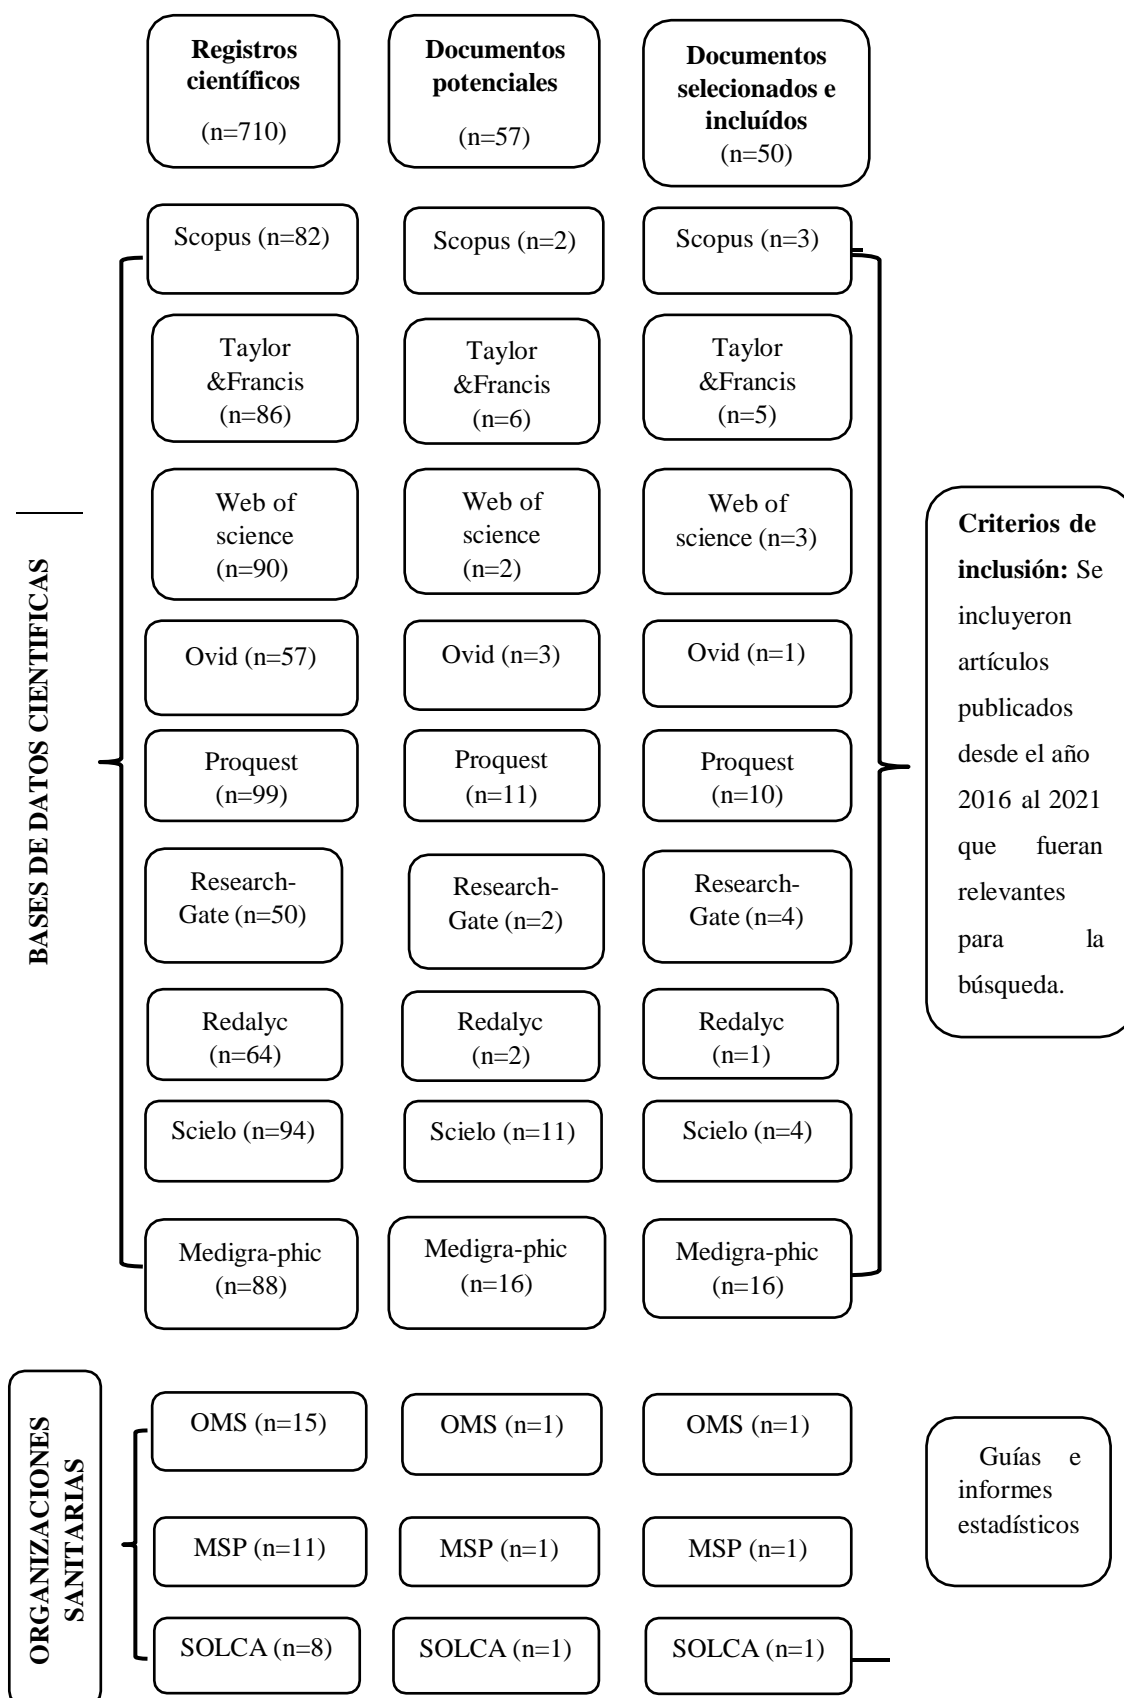 Registros
científicos
(n=710)
Documentos
potenciales
(n=57)
Documentos
selecionados e
incluídos
(n=50)
BASES DE DATOS CIENTIFICAS
Scopus (n=82)
Scopus (n=2)
Scopus (n=3)
Taylor
&Francis
(n=86)
Taylor
&Francis
(n=6)
Taylor
&Francis
(n=5)
Web of
science
(n=90)
Web of
science
(n=2)
Web of
science (n=3)
Ovid (n=57)
Ovid (n=3)
Ovid (n=1)
Proquest
(n=99)
Proquest
(n=11)
Proquest
(n=10)
Research-
Gate (n=50)
Research-
Gate (n=2)
Research-
Gate (n=4)
Redalyc
(n=64)
Redalyc
(n=2)
Redalyc
(n=1)
Scielo (n=94)
Scielo (n=11)
Scielo (n=4)
Medigra-phic
(n=88)
Medigra-phic
(n=16)
Medigra-phic
(n=16)
Criterios de
inclusión: Se
incluyeron
artículos
publicados
desde el año
2016 al 2021
que fueran
relevantes
para la
búsqueda.
ORGANIZACIONES
SANITARIAS
OMS (n=15)
OMS (n=1)
OMS (n=1)
MSP (n=11)
MSP (n=1)
MSP (n=1)
SOLCA (n=8)
SOLCA (n=1)
SOLCA (n=1)
Guías e
informes
estadísticos